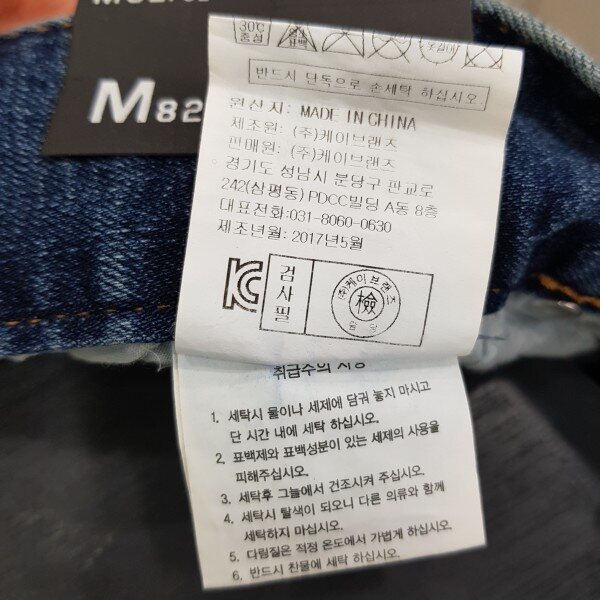 M82
30℃
중성
반드시 단독으로 손세탁 하십시오
원산지: MADE IN CHINA
제조원: (주)케이브랜즈
판매원: (주)케이브랜즈
경기도 성남시 분당구 판교로
242(삼평동) PDCC빌딩 A동 8층
대표전화:031-8060-0630
제조년월: 2017년5월
검
사
필
(주)케이브랜즈
檢
취급주의 사항
1. 세탁시 물이나 세제에 담궈 놓지 마시고
단 시간 내에 세탁 하십시오.
2. 표백제와 표백성분이 있는 세제의 사용을
피해주십시오.
3. 세탁후 그늘에서 건조시켜 주십시오.
4. 세탁시 탈색이 되오니 다른 의류와 함께
세탁하지 마십시오.
5. 다림질은 적정 온도에서 가볍게 하십시오.
6. 반드시 찬물에 세탁 하십시오.